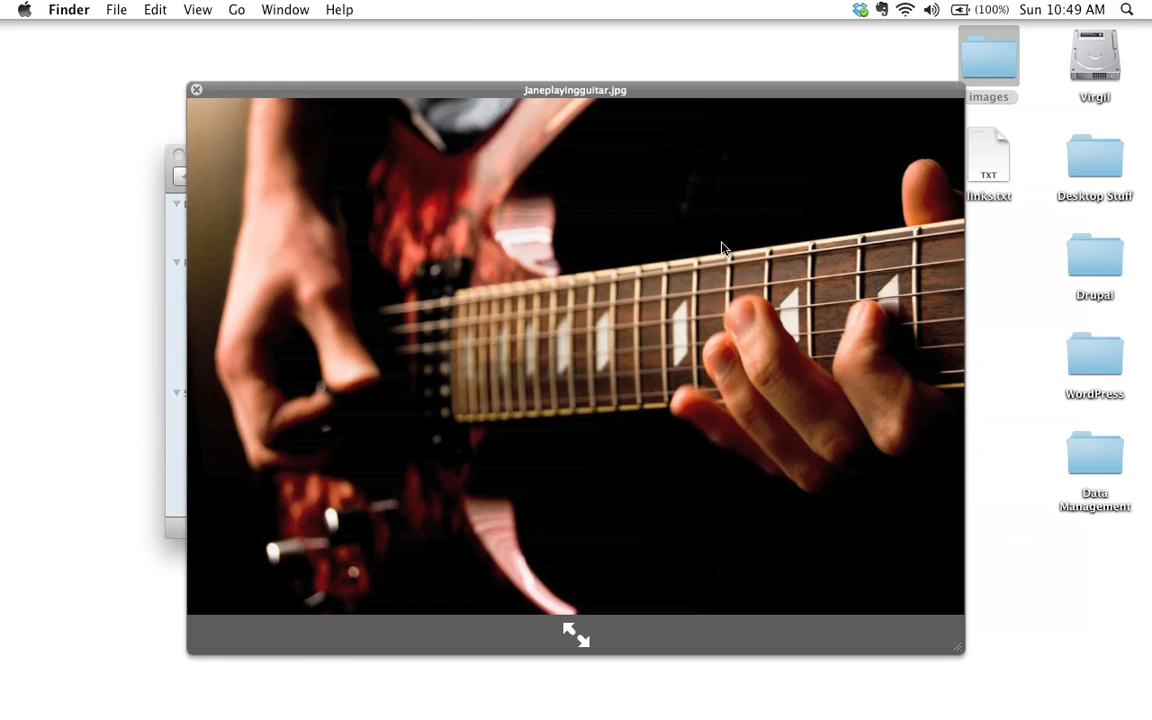 Finder File Edit View Go Window Help
(100%) Sun 10:49 AM
Janeplayingguitar.jpg
images
Virgil
TXT
links.txt
Desktop Stuff
Drupal
WordPress
Data
Management